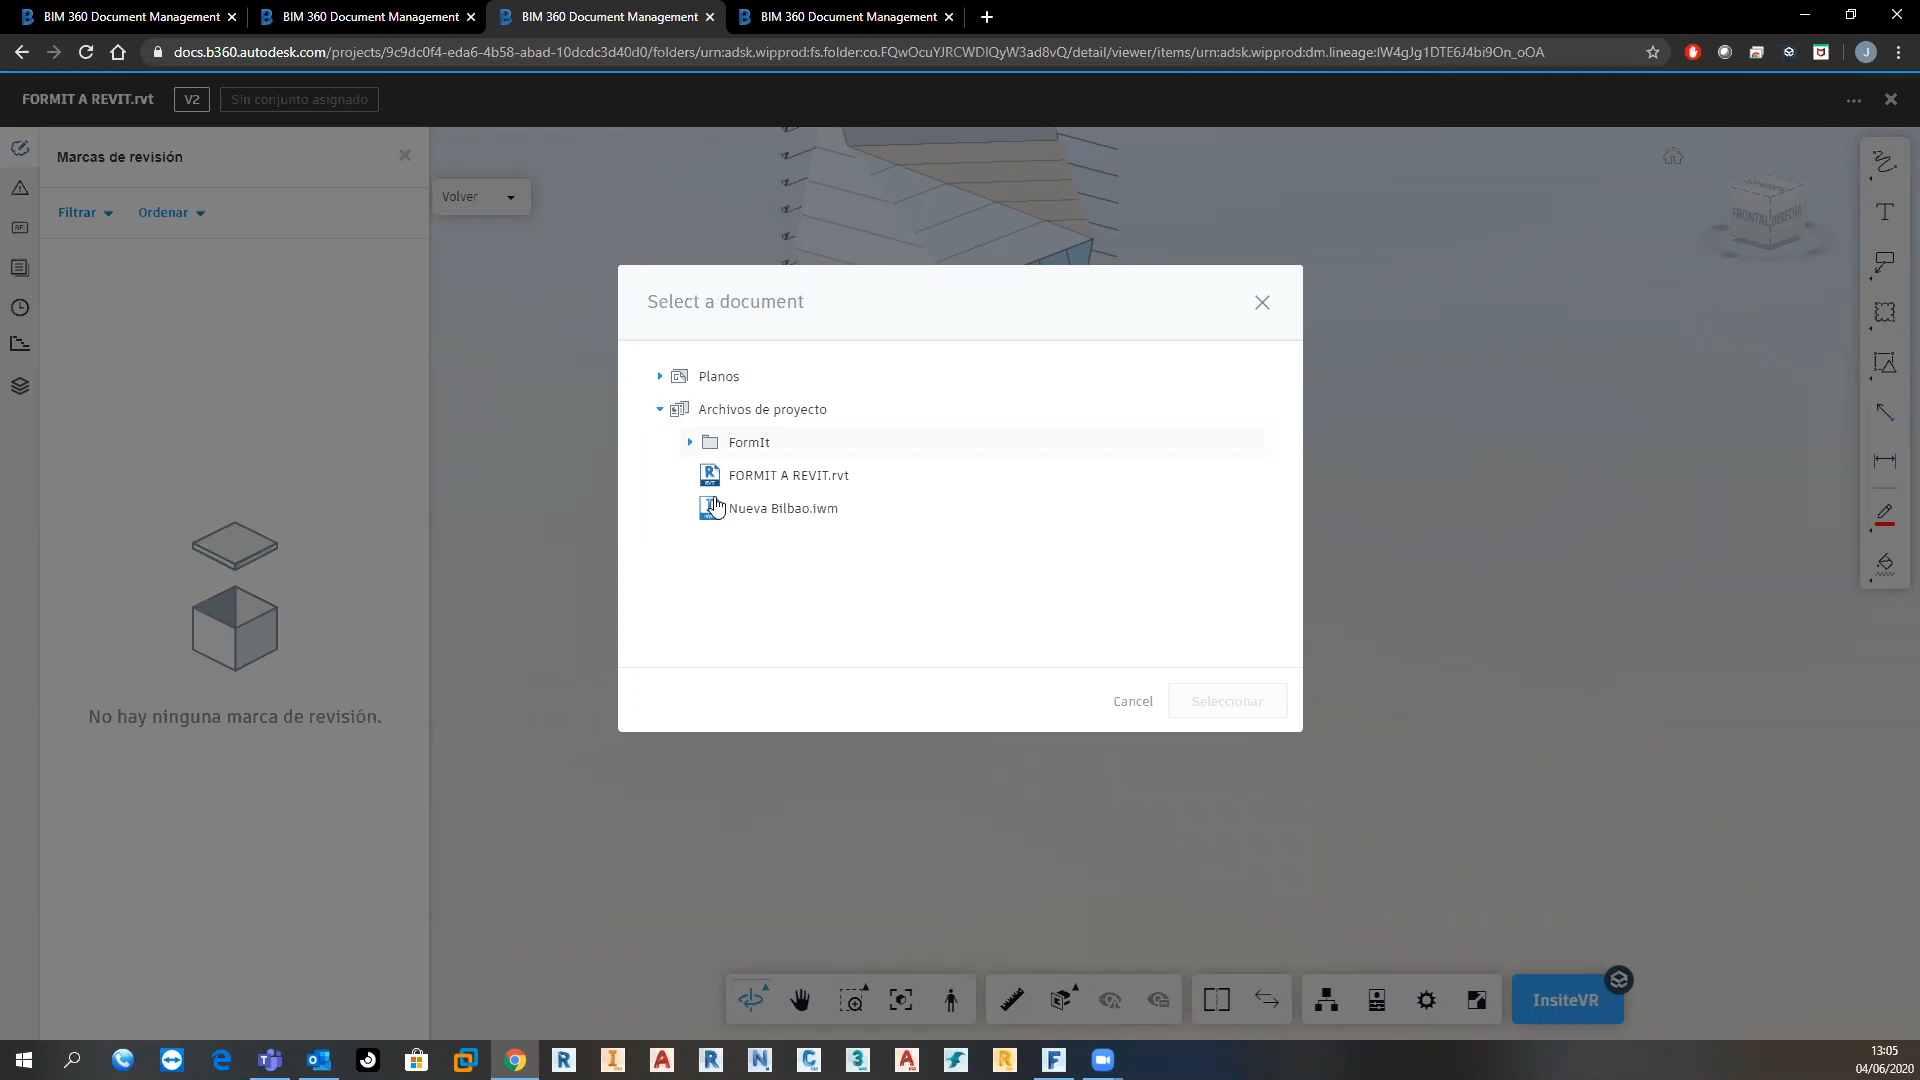 BIM 360 Document Management
BIM 360 Document Management
BIM 360 Document Management
BIM 360 Document Management
docs.b360.autodesk.com/projects/9c9dc0f4-eda6-4b58-abad-10dcdc3d40d0/folders/urn:adsk.wipprod:fs.folder:co.FQwOcuYJRCWDlQyW3ad8vQ/detail/viewer/items/urn:adsk.wipprod:dm.lineage:lW4gJg1DTE6J4bi9On_oOA
J
FORMIT A REVIT.rvt
V2
Sin conjunto asignado
Marcas de revisión
Filtrar
Ordenar
Volver
FRONTAL
DERECHA
RFI
Select a document
Planos
Archivos de proyecto
FormIt
FORMIT A REVIT.rvt
Nueva Bilbao.iwm
Cancel
Seleccionar
No hay ninguna marca de revisión.
InsiteVR
13:05
04/06/2020